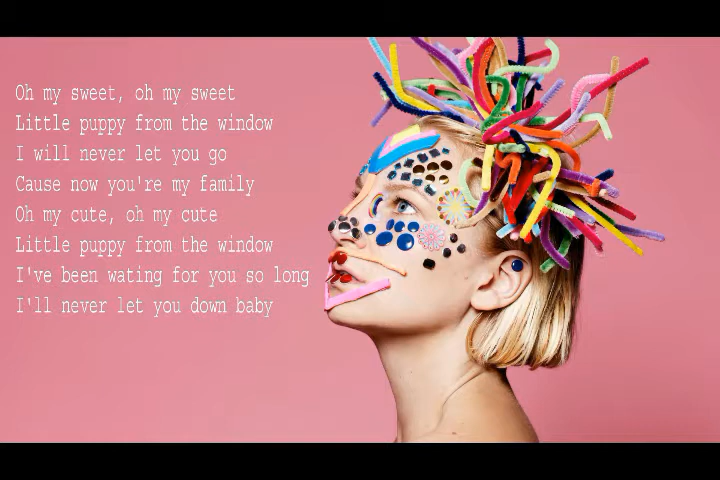 Oh my sweet, oh my sweet
Little puppy from the window
I will never let you go
Cause now you're my family
Oh my cute, oh my cute
Little puppy from the window
I've been wating for you so long
I'll never let you down baby